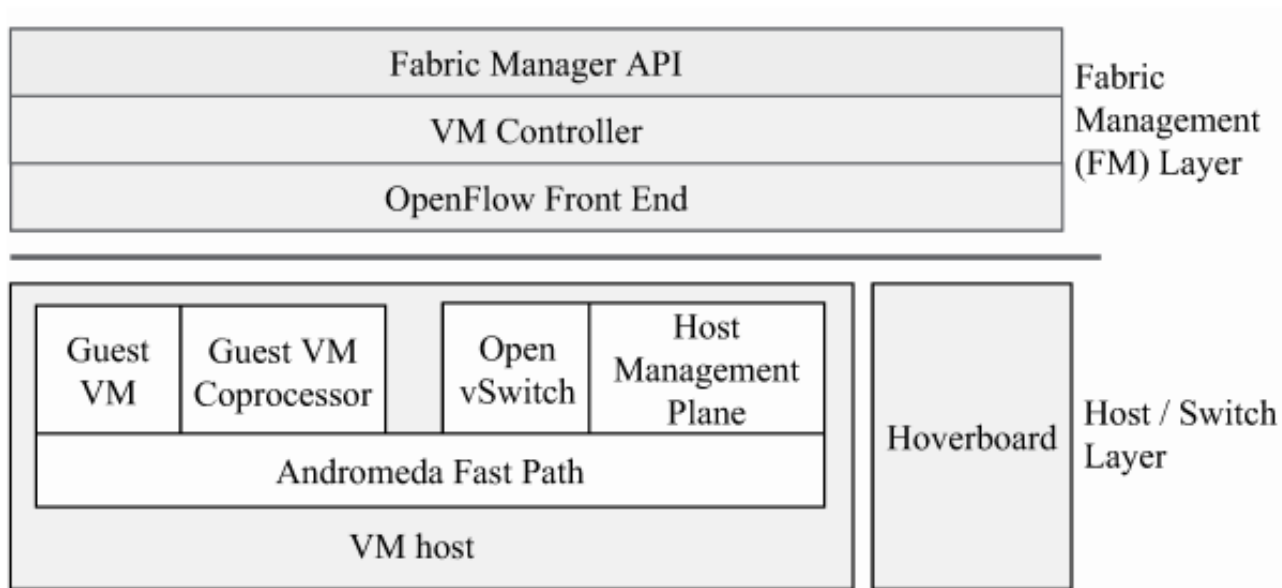 Fabric Manager API
VM Controller
OpenFlow Front End
Fabric
Management
(FM) Layer
Guest
VM
Guest VM
Coprocessor
Open
vSwitch
Host
Management
Plane
Andromeda Fast Path
VM host
Hoverboard
Host / Switch
Layer